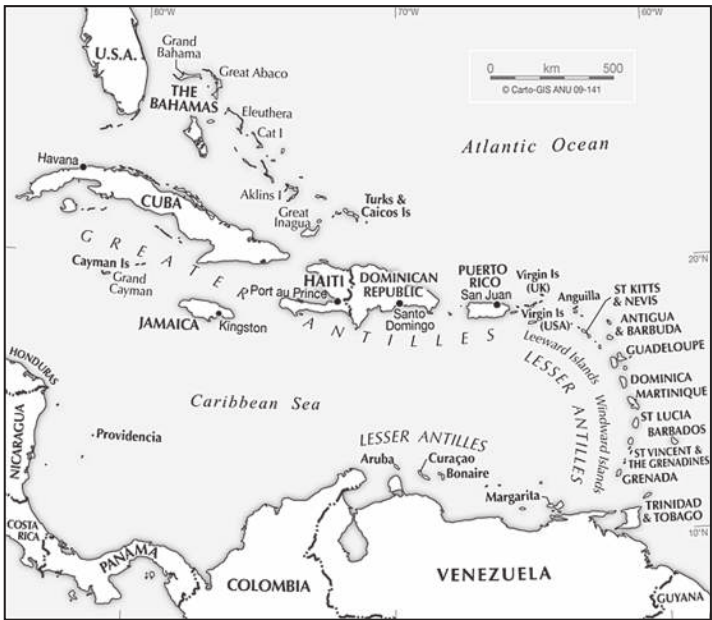 80°W
70°W
60°W
U.S.A.
Grand
Bahama
Great Abaco
THE
BAHAMAS
Eleuthera
Cat I
0 km 500
© Carto-GIS ANU 09-141
Atlantic Ocean
Havana
CUBA
Aklins I
Great
Inagua
Turks &
Caicos Is
20°N
GREATER ANTILLES
Cayman Is
Grand
Cayman
HAITI
Port au Prince
DOMINICAN
REPUBLIC
Santo
Domingo
PUERTO
RICO
San Juan
Virgin Is
(UK)
Virgin Is
(USA)
Anguilla
ST KITTS
& NEVIS
JAMAICA
Kingston
ANTIGUA
& BARBUDA
Leeward Islands
GUADELOUPE
LESSER ANTILLES
Windward Islands
DOMINICA
MARTINIQUE
ST LUCIA
BARBADOS
ST VINCENT &
THE GRENADINES
GRENADA
HONDURAS
NICARAGUA
Caribbean Sea
Providencia
LESSER ANTILLES
Aruba
Curaçao
Bonaire
Margarita
TRINIDAD
& TOBAGO
10°N
COSTA
RICA
PANAMA
COLOMBIA
VENEZUELA
GUYANA